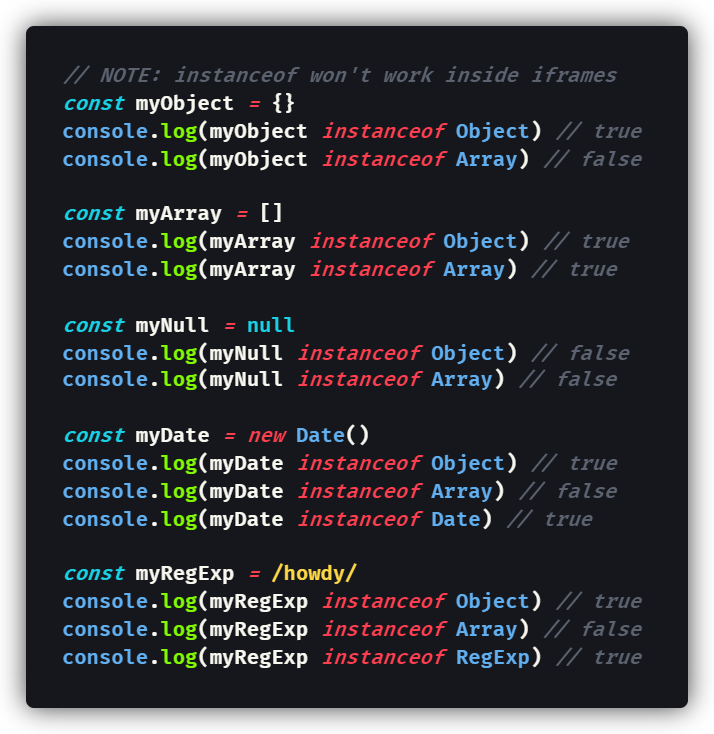 // NOTE: instanceof won't work inside iframes
const myObject = {}
console.log(myObject instanceof Object) // true
console.log(myObject instanceof Array) // false

const myArray = []
console.log(myArray instanceof Object) // true
console.log(myArray instanceof Array) // true

const myNull = null
console.log(myNull instanceof Object) // false
console.log(myNull instanceof Array) // false

const myDate = new Date()
console.log(myDate instanceof Object) // true
console.log(myDate instanceof Array) // false
console.log(myDate instanceof Date) // true

const myRegExp = /howdy/
console.log(myRegExp instanceof Object) // true
console.log(myRegExp instanceof Array) // false
console.log(myRegExp instanceof RegExp) // true